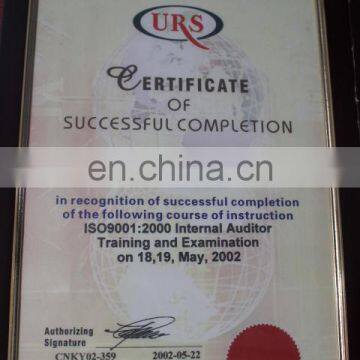 URS
CERTIFICATE
OF
SUCCESSFUL COMPLETION
en.china.cn
in recognition of successful completion
of the following course of instruction
ISO9001:2000 Internal Auditor
Training and Examination
on 18,19, May, 2002
Authorizing
Signature
CNKY02-359 2002-05-22